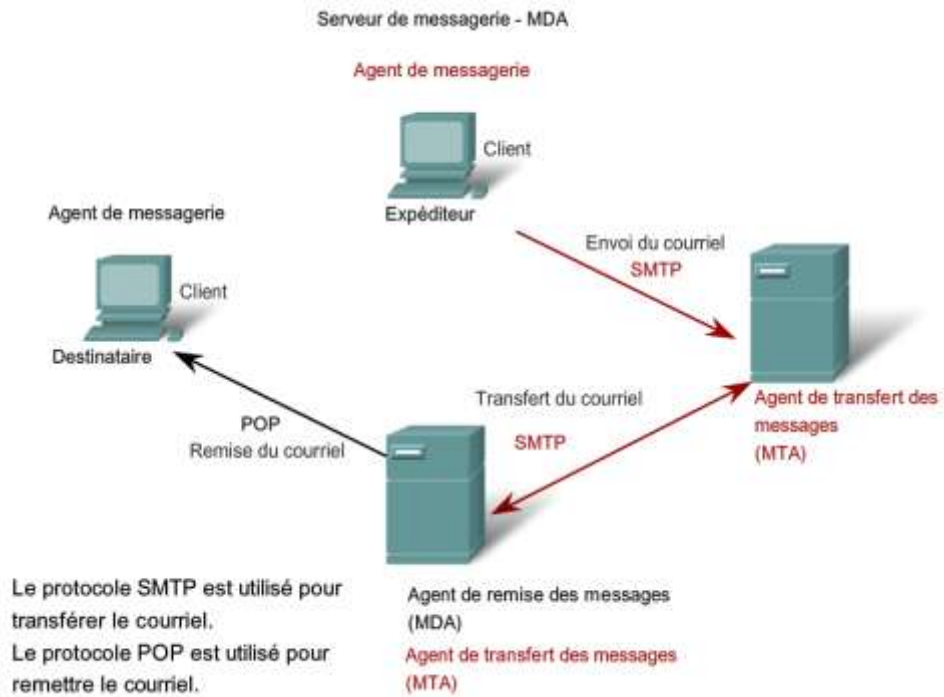 Serveur de messagerie - MDA
Agent de messagerie
Client
Expéditeur
Agent de messagerie
Client
Destinataire
Envoi du courriel
SMTP
Agent de transfert des
messages
(MTA)
Transfert du courriel
SMTP
POP
Remise du courriel
Agent de remise des messages
(MDA)
Agent de transfert des messages
(MTA)
Le protocole SMTP est utilisé pour
transférer le courriel.
Le protocole POP est utilisé pour
remettre le courriel.